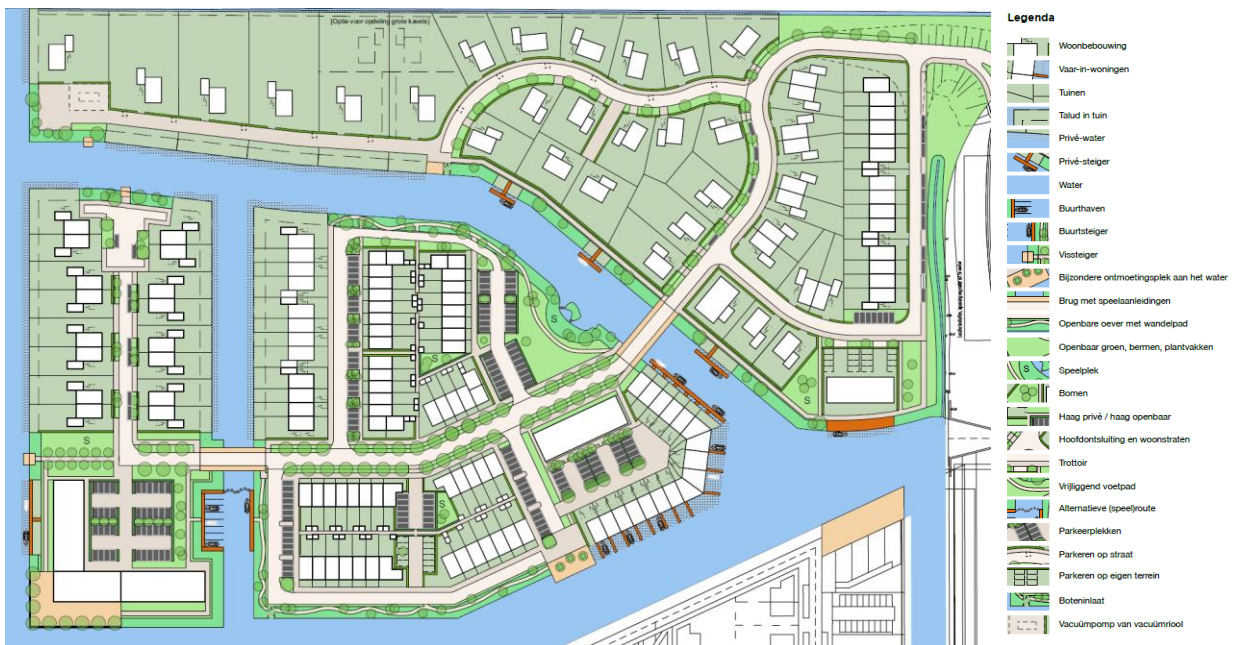 [Optie voor opdeling grote kavels]
S
S
S
S
S
Legenda
Woonbebouwing
Vaar-in-woningen
Tuinen
Talud in tuin
Privé-water
Privé-steiger
Water
Buurthaven
Buurtsteiger
Vissteiger
Bijzondere ontmoetingsplek aan het water
Brug met speelaanleidingen
Openbare oever met wandelpad
Openbaar groen, bermen, plantvakken
S
Speelplek
Bomen
Haag privé / haag openbaar
Hoofdontsluiting en woonstraten
Trottoir
Vrijliggend voetpad
Alternatieve (speel)route
Parkeerplekken
Parkeren op straat
Parkeren op eigen terrein
Boteninlaat
Vacuümpomp van vacuümriool